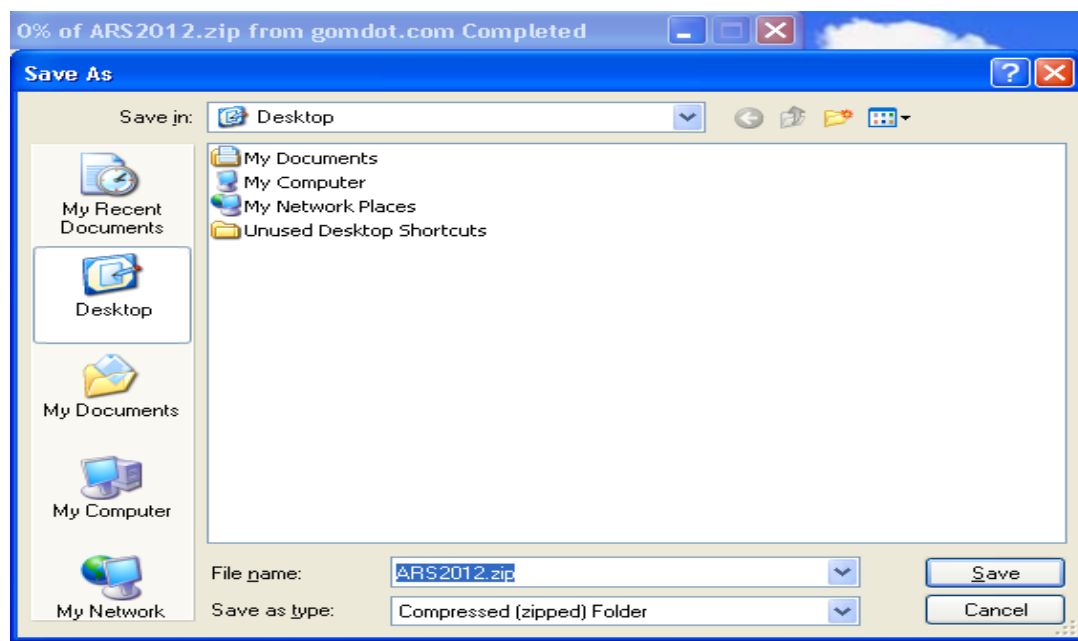 0% of ARS2012.zip from gomdot.com Completed
Save As
Save in:
Desktop
My Documents
My Computer
My Network Places
Unused Desktop Shortcuts
My Recent
Documents
Desktop
My Documents
My Computer
My Network
File name:
ARS2012.zip
Save
Save as type:
Compressed (zipped) Folder
Cancel